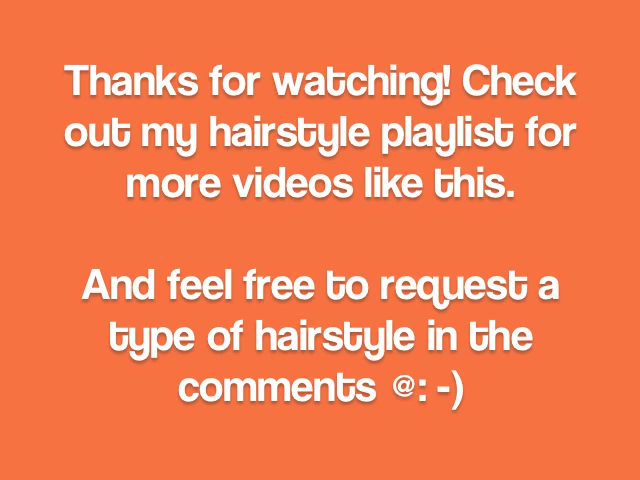 Thanks for watching! Check
out my hairstyle playlist for
more videos like this.
And feel free to request a
type of hairstyle in the
comments @: -)